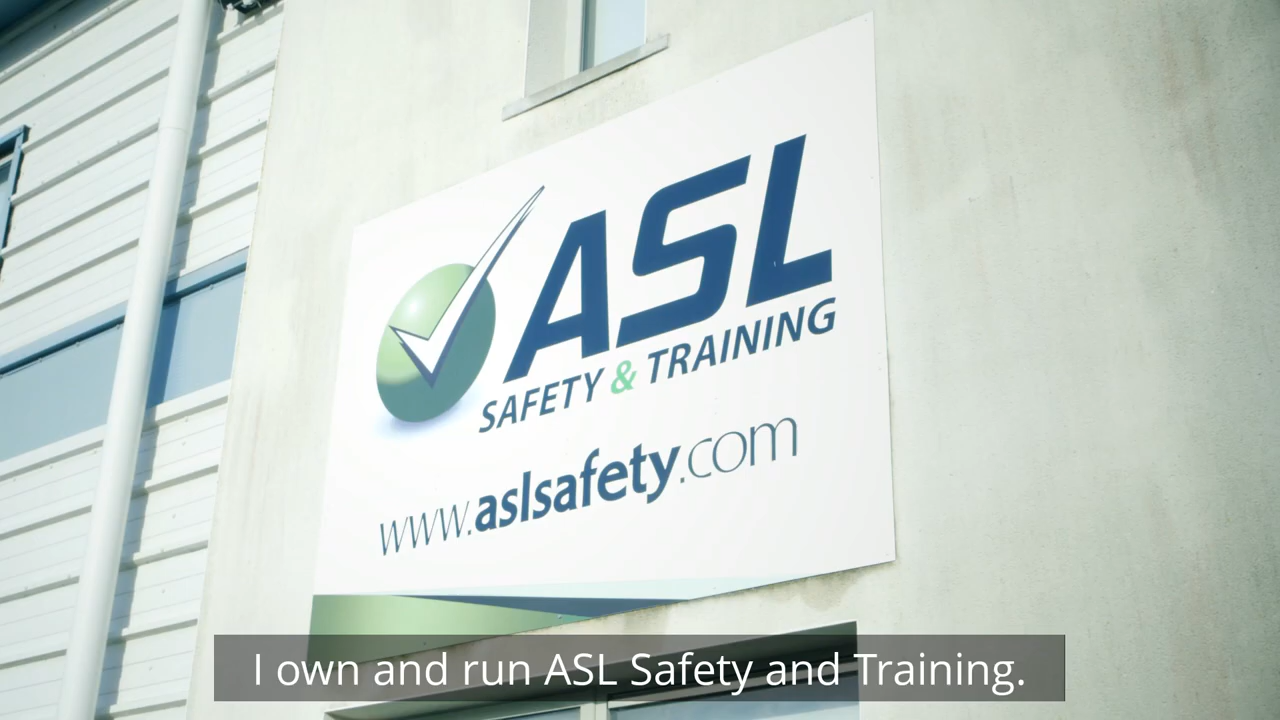 ASL
SAFETY & TRAINING
www.aslsafety.com
I own and run ASL Safety and Training.